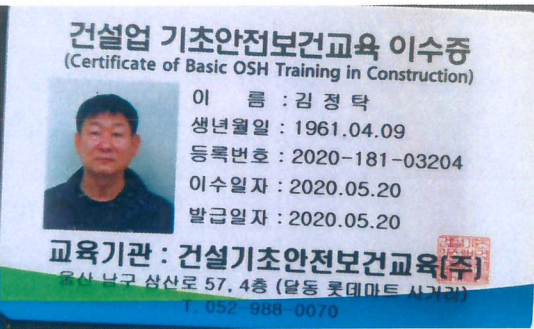 건설업 기초안전보건교육 이수증
(Certificate of Basic OSH Training in Construction)
이 름 : 김 정 탁
생년월일 : 1961.04.09
등록번호 : 2020-181-03204
이수일자 : 2020.05.20
발급일자 : 2020.05.20
교육기관 : 건설기초안전보건교육(주)
울산 남구 삼산로 57, 4층 (달동 롯데마트 사거리)
T. 052-988-0070